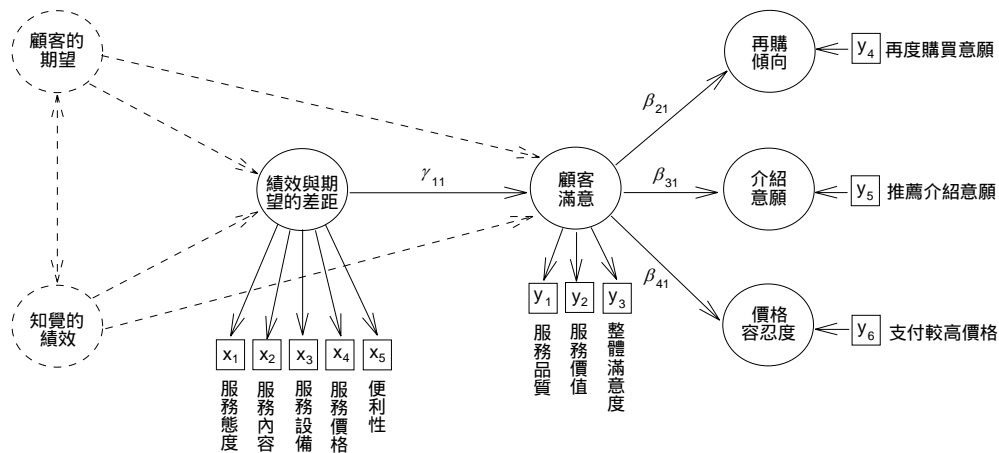 顧客的
期望
知覺的
績效
績效與期
望的差距
γ11
x1
x2
x3
x4
x5
服務態度
服務內容
服務設備
服務價格
便利性
顧客
滿意
y1
y2
y3
服務品質
服務價值
整體滿意度
β21
β31
β41
再購
傾向
y4 再度購買意願
介紹
意願
y5 推薦介紹意願
價格
容忍度
y6 支付較高價格